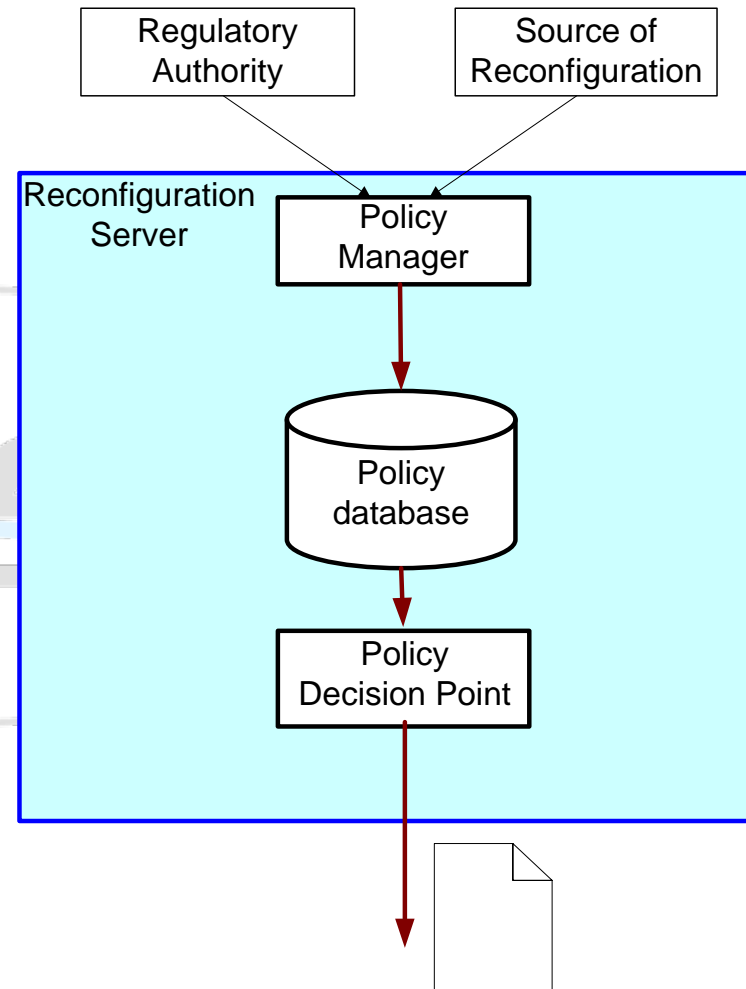 Regulatory
Authority
Source of
Reconfiguration
Reconfiguration
Server
Policy
Manager
Policy
database
Policy
Decision Point